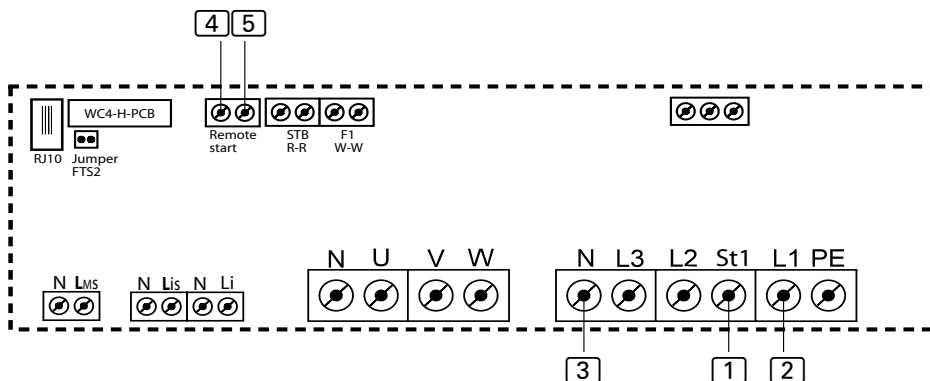 4 5
WC4-H-PCB
RJ10
Jumper
FTS2
Remote
start
STB
R-R
F1
W-W
N U V W
N L3 L2 St1 L1 PE
N LMS
N Lis N Li
3 1 2